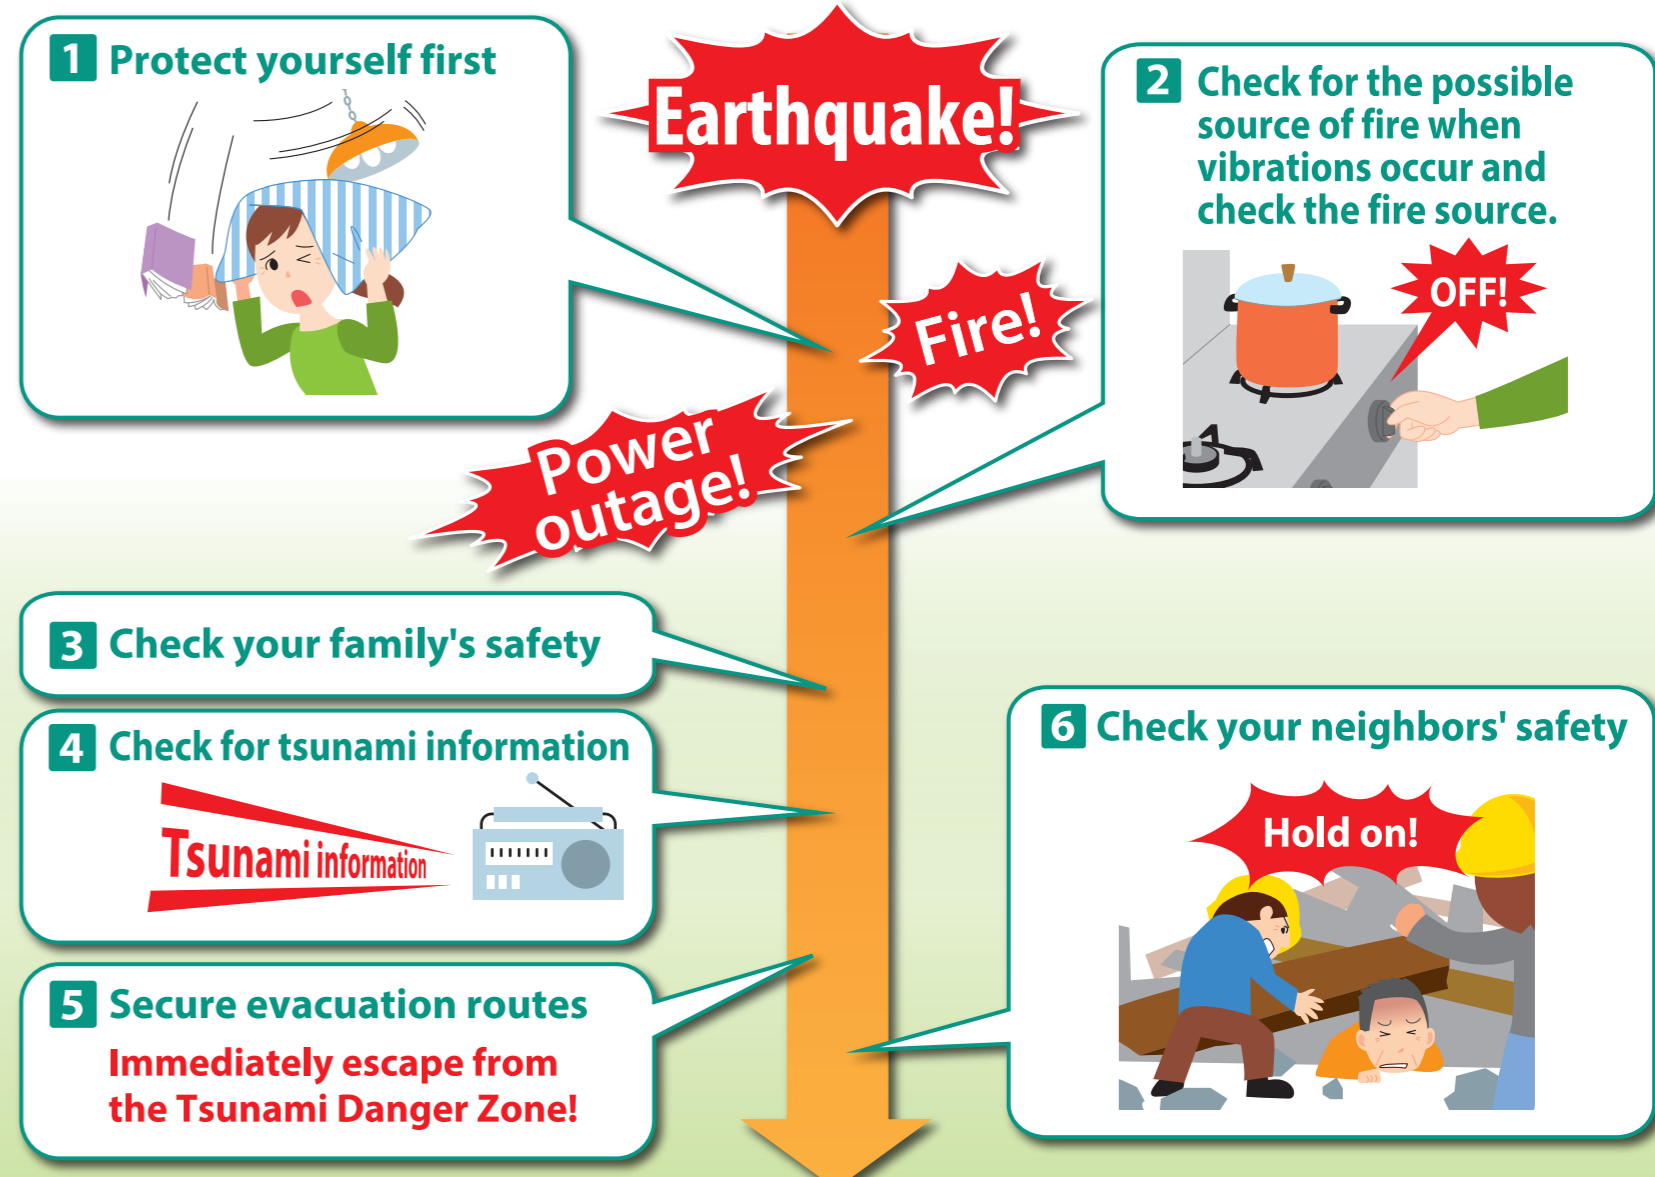 Earthquake!
1 Protect yourself first
2 Check for the possible
source of fire when
vibrations occur and
check the fire source.
OFF!
Fire!
Power
outage!
3 Check your family's safety
4 Check for tsunami information
Tsunami information
5 Secure evacuation routes
Immediately escape from
the Tsunami Danger Zone!
6 Check your neighbors' safety
Hold on!